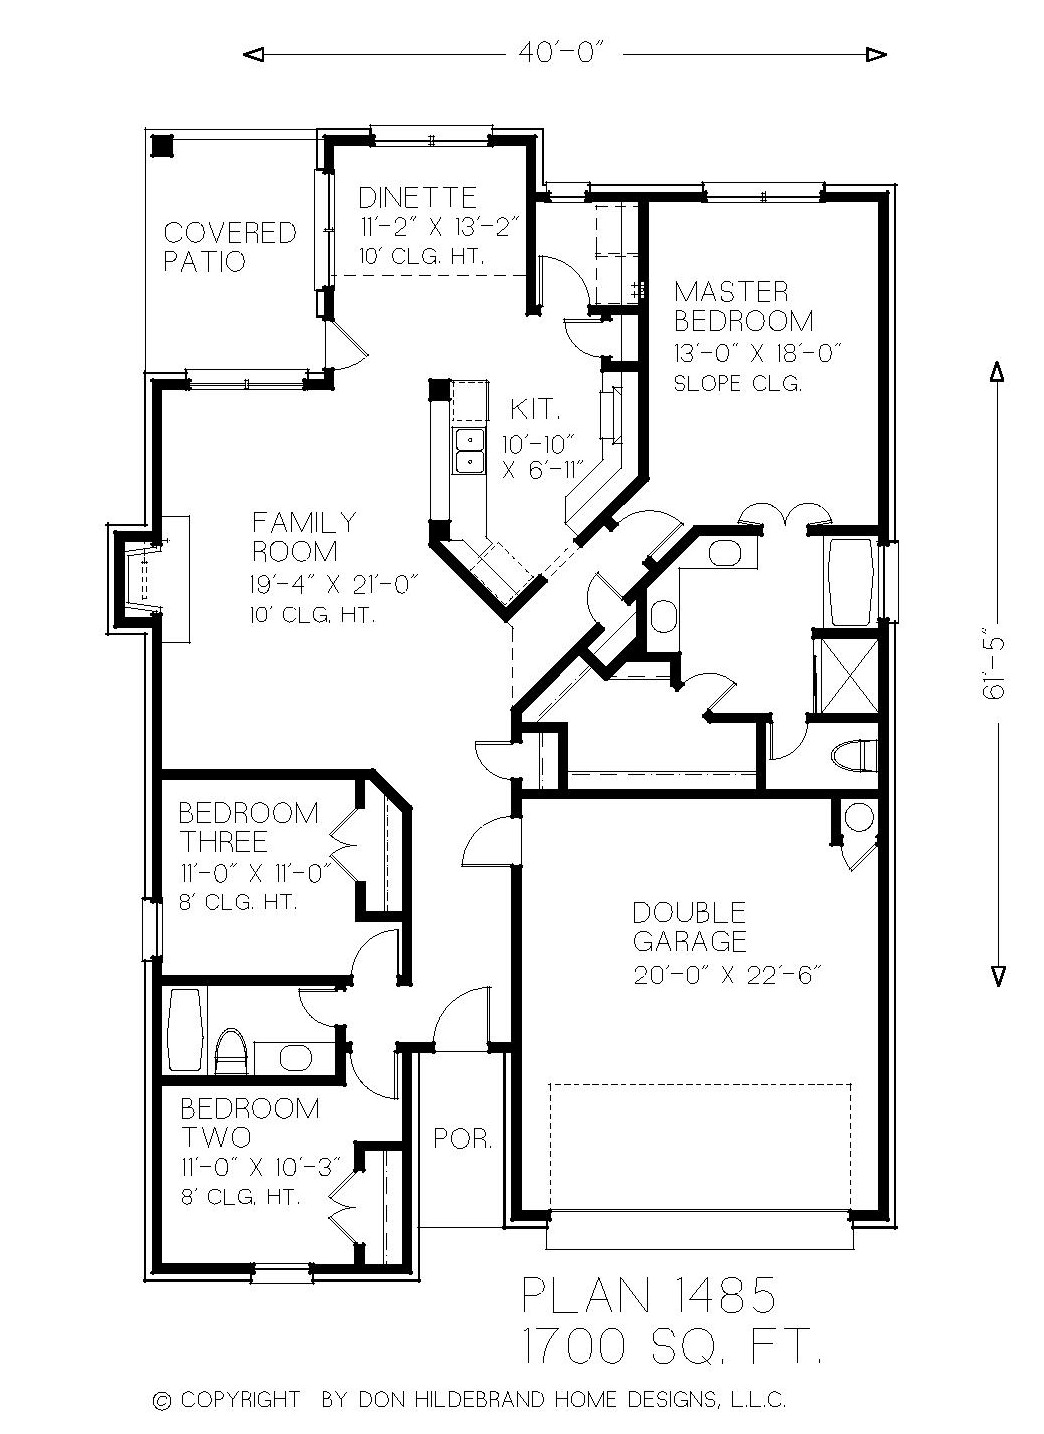 40'-0"
DINETTE
11'-2" X 13'-2"
10' CLG. HT.
COVERED
PATIO
MASTER
BEDROOM
13'-0" X 18'-0"
SLOPE CLG.
KIT.
10'-10"
X 6'-11"
FAMILY
ROOM
19'-4" X 21'-0"
10' CLG. HT.
61'-5"
BEDROOM
THREE
11'-0" X 11'-0"
8' CLG. HT.
DOUBLE
GARAGE
20'-0" X 22'-6"
BEDROOM
TWO
11'-0" X 10'-3"
8' CLG. HT.
POR.
PLAN 1485
1700 SQ. FT.
© COPYRIGHT BY DON HILDEBRAND HOME DESIGNS, L.L.C.